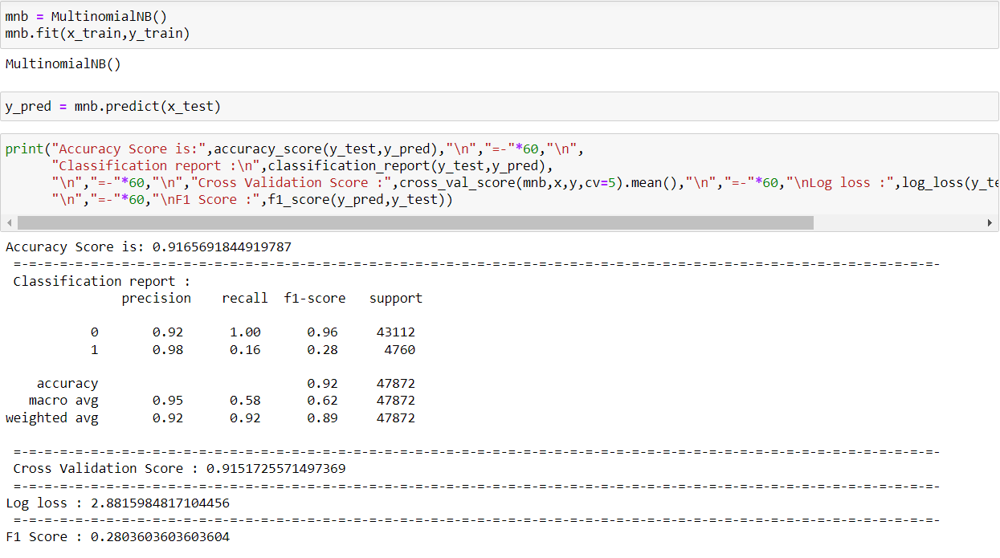 mnb = MultinomialNB()
mnb.fit(x_train,y_train)
MultinomialNB()
y_pred = mnb.predict(x_test)
print("Accuracy Score is:",accuracy_score(y_test,y_pred),"\n","=-"*60,"\n",
"Classification report :\n",classification_report(y_test,y_pred),
"\n","=-"*60,"\n","Cross Validation Score :",cross_val_score(mnb,x,y,cv=5).mean(),"\n","=-"*60,"\nLog loss :",log_loss(y_te
"\n","=-"*60,"\nF1 Score :",f1_score(y_pred,y_test))
Accuracy Score is: 0.9165691844919787
=-=-=-=-=-=-=-=-=-=-=-=-=-=-=-=-=-=-=-=-=-=-=-=-=-=-=-=-=-=-=-=-=-=-=-=-=-=-=-=-=-=-=-=-=-=-=-=-=-=-=-=-=-=-=-=-=-=-=-=-
Classification report :
precision recall f1-score support
0 0.92 1.00 0.96 43112
1 0.98 0.16 0.28 4760
accuracy 0.92 47872
macro avg 0.95 0.58 0.62 47872
weighted avg 0.92 0.92 0.89 47872
=-=-=-=-=-=-=-=-=-=-=-=-=-=-=-=-=-=-=-=-=-=-=-=-=-=-=-=-=-=-=-=-=-=-=-=-=-=-=-=-=-=-=-=-=-=-=-=-=-=-=-=-=-=-=-=-=-=-=-=-
Cross Validation Score : 0.9151725571497369
=-=-=-=-=-=-=-=-=-=-=-=-=-=-=-=-=-=-=-=-=-=-=-=-=-=-=-=-=-=-=-=-=-=-=-=-=-=-=-=-=-=-=-=-=-=-=-=-=-=-=-=-=-=-=-=-=-=-=-=-
Log loss : 2.8815984817104456
=-=-=-=-=-=-=-=-=-=-=-=-=-=-=-=-=-=-=-=-=-=-=-=-=-=-=-=-=-=-=-=-=-=-=-=-=-=-=-=-=-=-=-=-=-=-=-=-=-=-=-=-=-=-=-=-=-=-=-=-
F1 Score : 0.2803603603603604